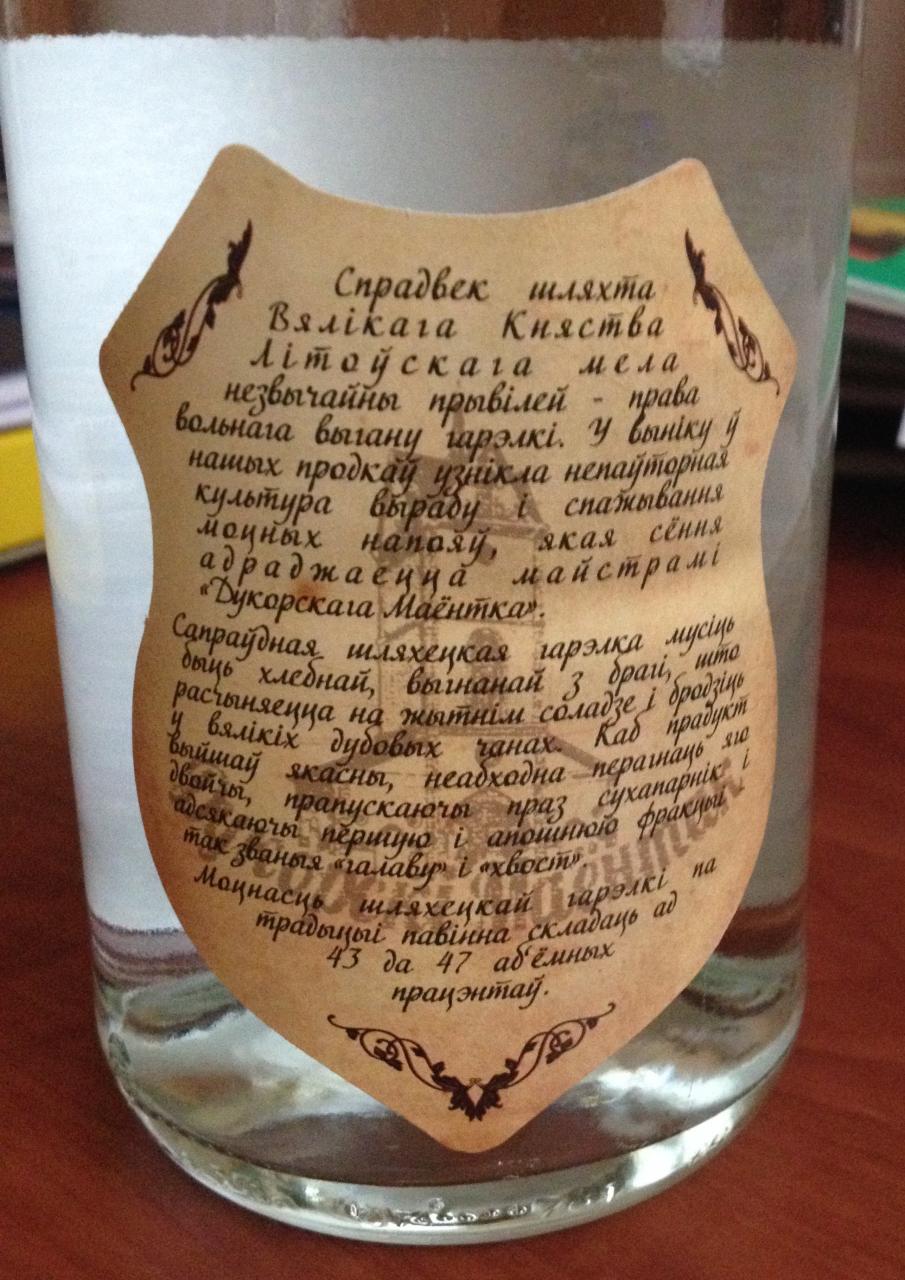 Спрадвек шляхта
Вялікага Княства
Літоўскага мела
незвычайны прывілей - права
вольнага выгану гарэлкі. У выніку ў
нашых продкаў узнікла непаўторная
культура вырабу і спажывання
моцных напояў, якая сёння
адраджаецца майстрамі
«Дукорскага Маёнтка».
Сапраўдная шляхецкая гарэлка мусіць
быць хлебнай, выгнанай з брагі, што
расчыняецца на жытнім соладзе і бродзіць
у вялікіх дубовых чанах. Каб прадукт
выйшаў якасны, неабходна перагнаць яго
двойчы, прапускаючы праз сухапарнік і
адсякаючы першую і апошнюю фракцыі -
так званыя «галаву» і «хвост».
Моцнасць шляхецкай гарэлкі па
традыцыі павінна складаць ад
43 да 47 аб'ёмных
працэнтаў.